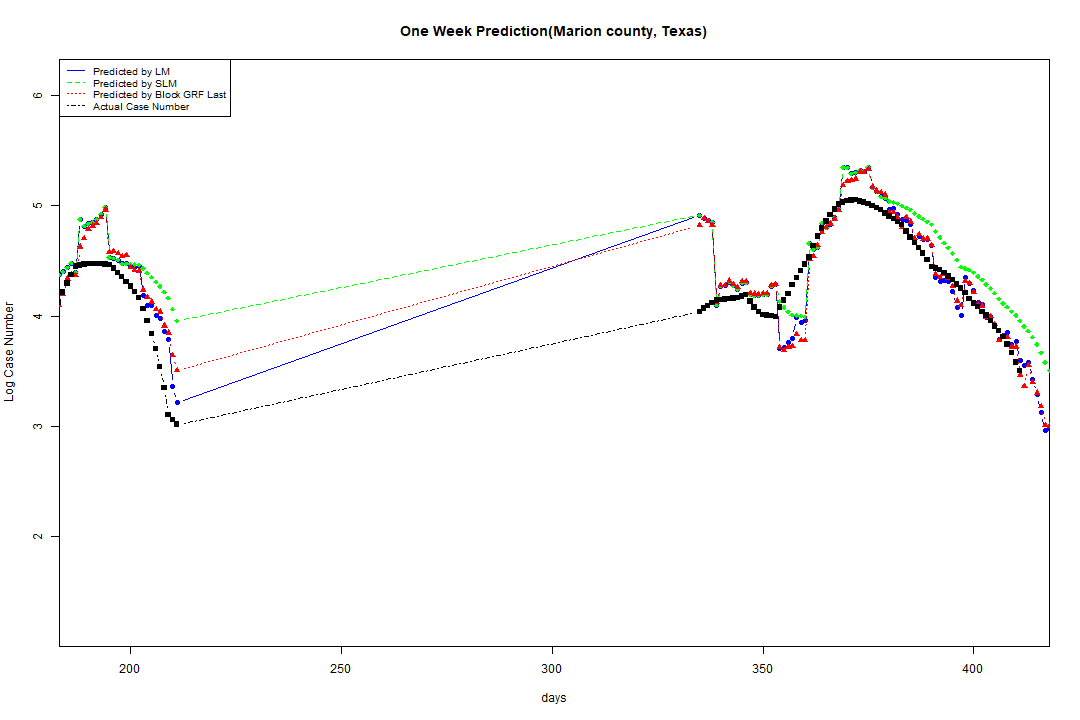 One Week Prediction(Marion county, Texas)
Predicted by LM
Predicted by SLM
Predicted by Block GRF Last
Actual Case Number
6
5
4
3
2
Log Case Number
200 250 300 350 400
days